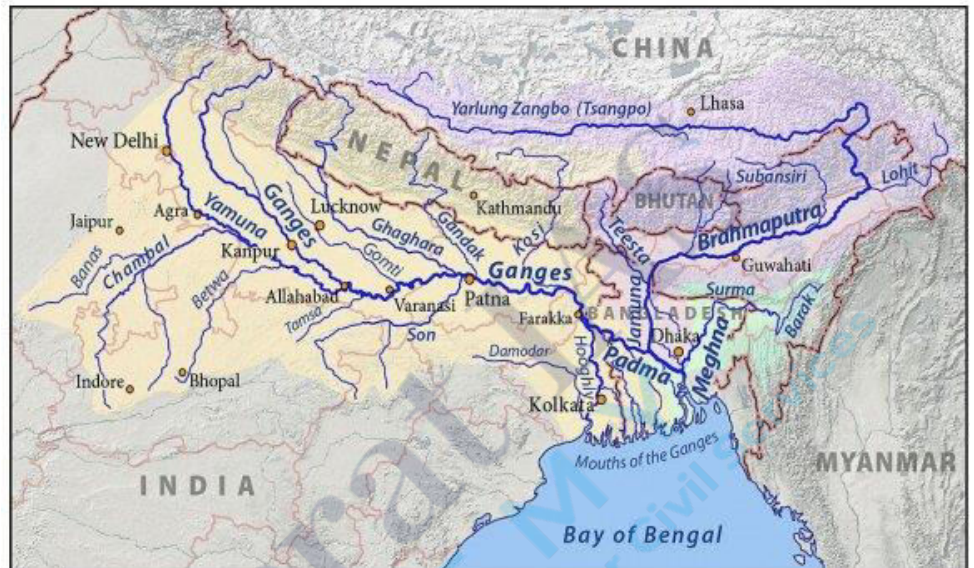 CHINA
Yarlung Zangbo (Tsangpo)
Lhasa
New Delhi
NEPAL
Subansiri
Lohit
BHUTAN
Jaipur
Agra
Yamuna
Ganges
Lucknow
Kathmandu
Ghaghara
Gandak
Kosi
Teesta
Brahmaputra
Guwahati
Banas
Chambal
Kanpur
Gomti
Betwa
Ganges
Surma
Allahabad
Varanasi
Patna
Farakka
BANGLADESH
Jamuna
Barak
Tamsa
Son
Dhaka
Damodar
Hooghly
Padma
Meghna
Indore
Bhopal
Kolkata
Mouths of the Ganges
INDIA
MYANMAR
Bay of Bengal